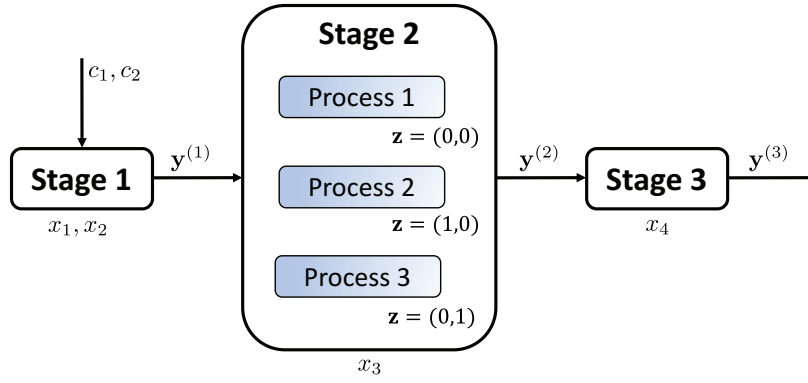 Stage 2
c₁, c₂
Process 1
z = (0,0)
Stage 1
y⁽¹⁾
Process 2
z = (1,0)
y⁽²⁾
Stage 3
y⁽³⁾
x₁, x₂
x₄
Process 3
z = (0,1)
x₃